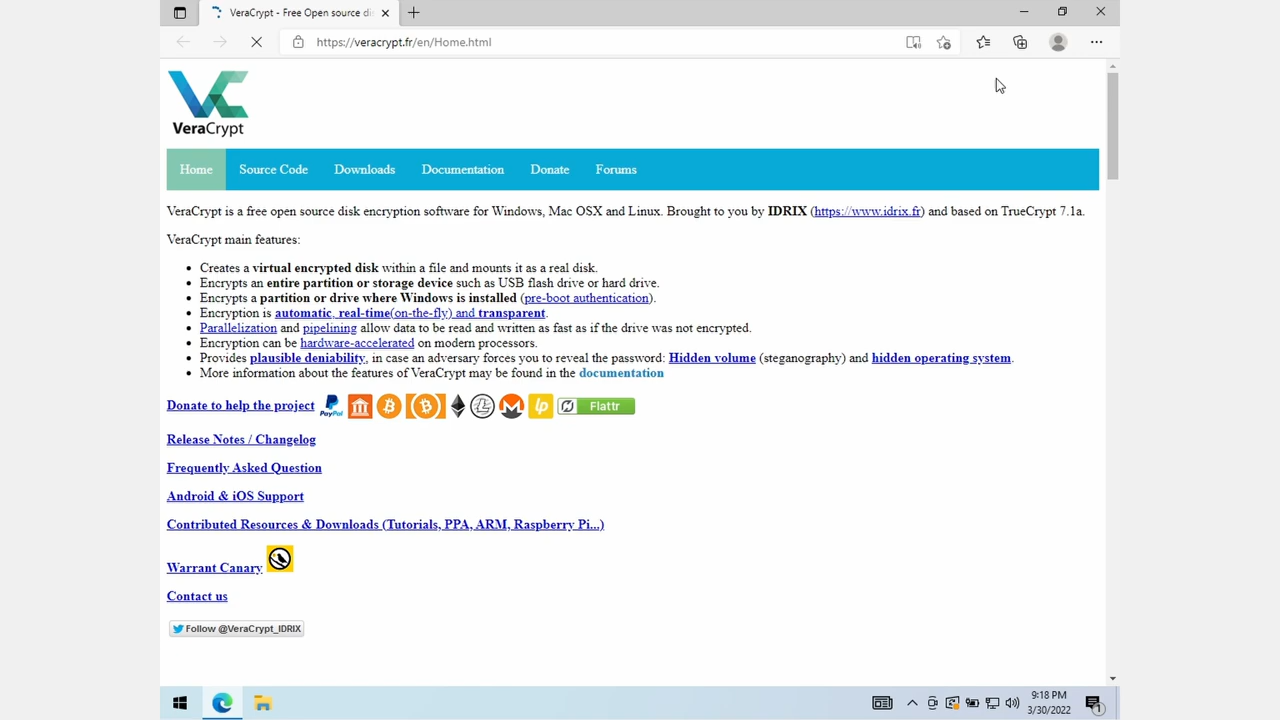 VeraCrypt - Free Open source dis
https://veracrypt.fr/en/Home.html
VeraCrypt
Home Source Code Downloads Documentation Donate Forums
VeraCrypt is a free open source disk encryption software for Windows, Mac OSX and Linux. Brought to you by IDRIX (https://www.idrix.fr) and based on TrueCrypt 7.1a.
VeraCrypt main features:
• Creates a virtual encrypted disk within a file and mounts it as a real disk.
• Encrypts an entire partition or storage device such as USB flash drive or hard drive.
• Encrypts a partition or drive where Windows is installed (pre-boot authentication).
• Encryption is automatic, real-time(on-the-fly) and transparent.
• Parallelization and pipelining allow data to be read and written as fast as if the drive was not encrypted.
• Encryption can be hardware-accelerated on modern processors.
• Provides plausible deniability, in case an adversary forces you to reveal the password: Hidden volume (steganography) and hidden operating system.
• More information about the features of VeraCrypt may be found in the documentation
Donate to help the project PayPal lp Flattr
Release Notes / Changelog
Frequently Asked Question
Android & iOS Support
Contributed Resources & Downloads (Tutorials, PPA, ARM, Raspberry Pi...)
Warrant Canary
Contact us
Follow @VeraCrypt_IDRIX
9:18 PM
3/30/2022
1